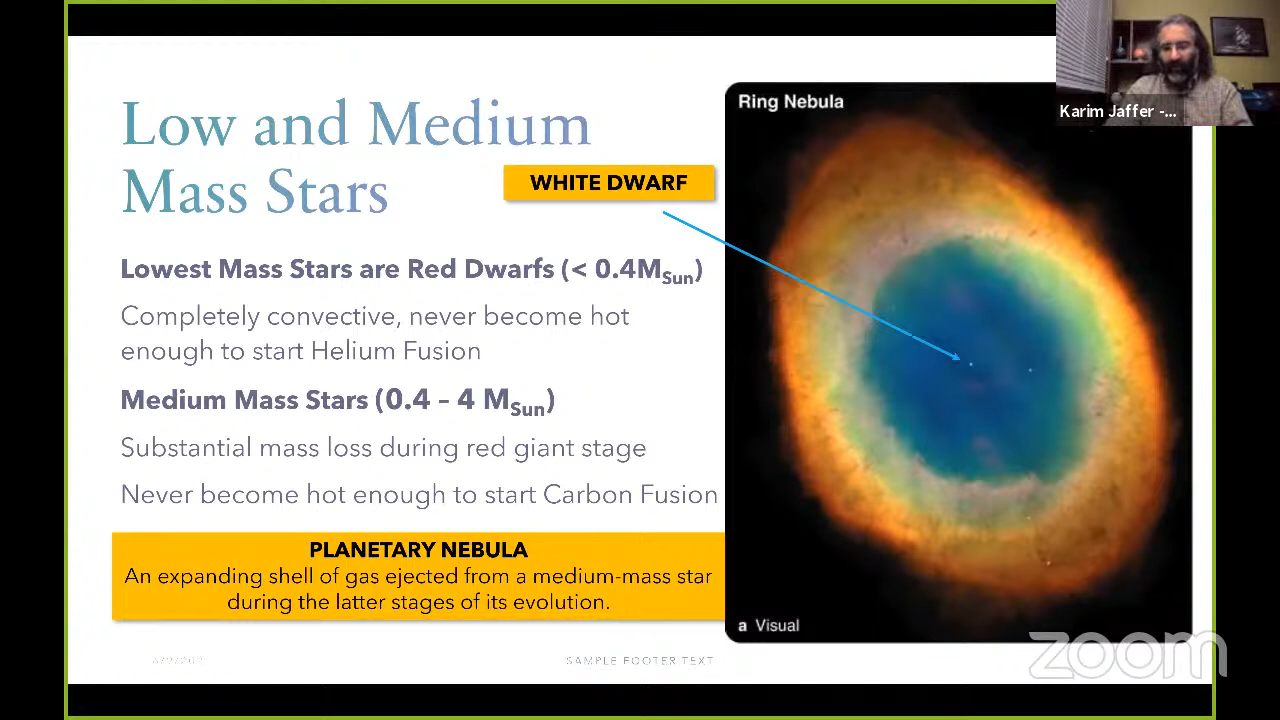 Low and Medium
Mass Stars
WHITE DWARF
Lowest Mass Stars are Red Dwarfs (< 0.4MSun)
Completely convective, never become hot
enough to start Helium Fusion
Medium Mass Stars (0.4 – 4 MSun)
Substantial mass loss during red giant stage
Never become hot enough to start Carbon Fusion
PLANETARY NEBULA
An expanding shell of gas ejected from a medium-mass star
during the latter stages of its evolution.
SAMPLE FOOTER TEXT
Ring Nebula
a Visual
Karim Jaffer -...
zoom